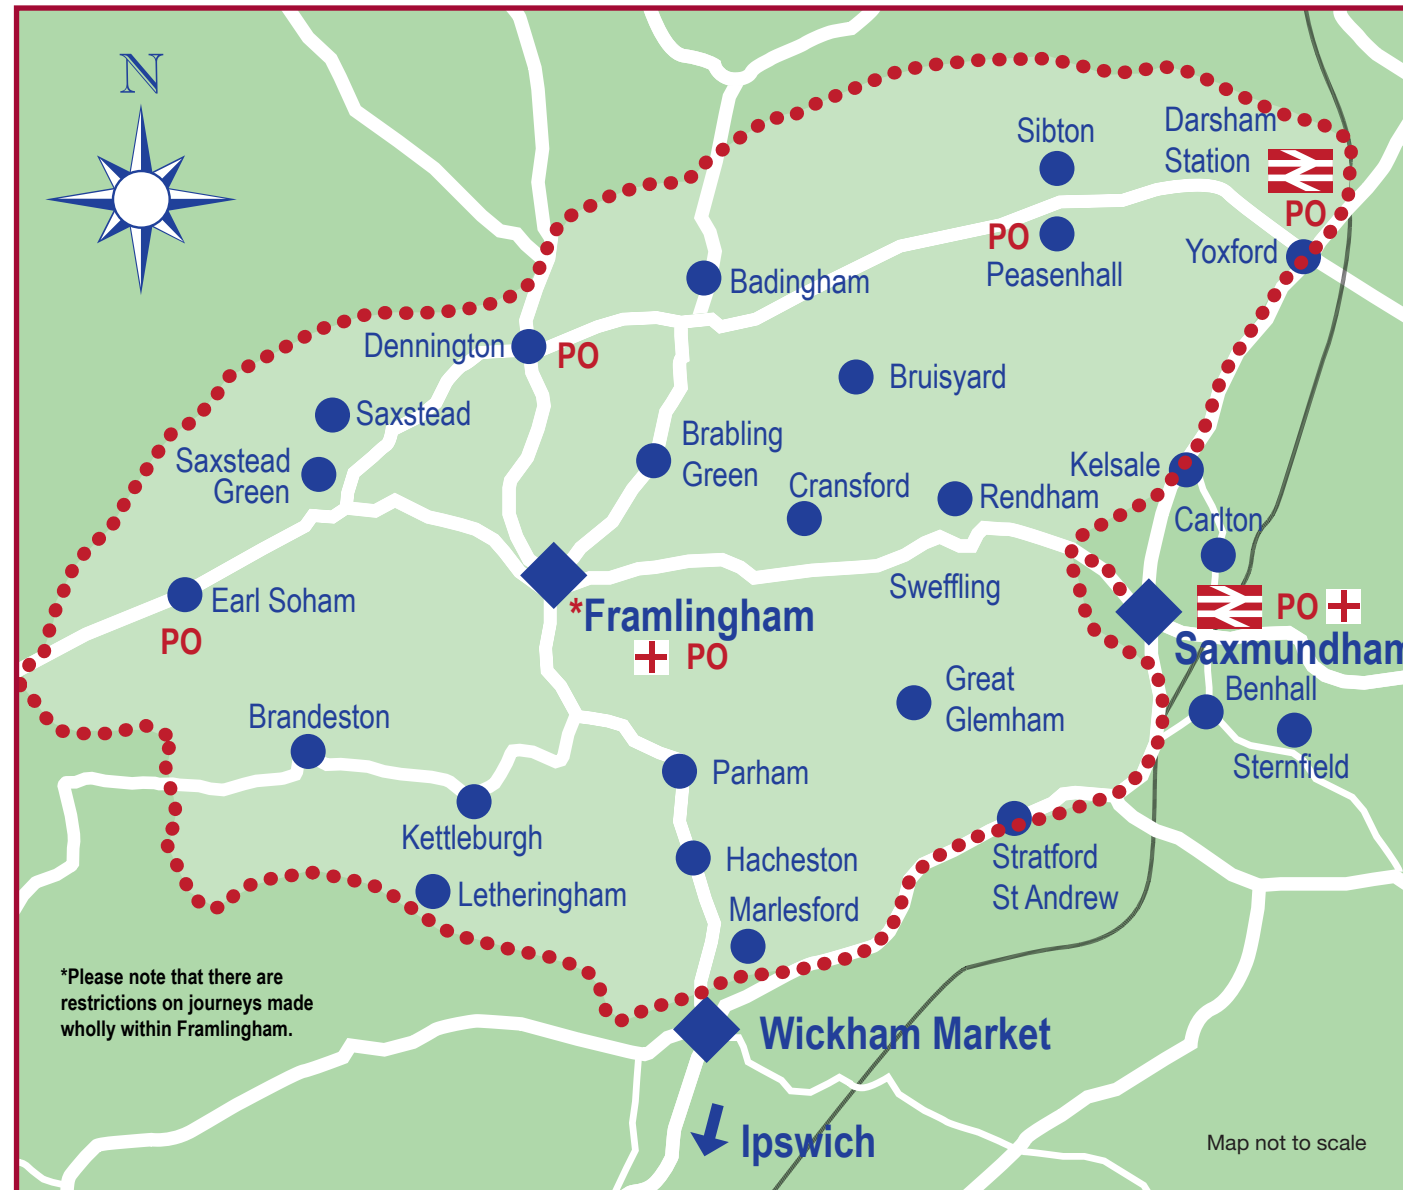 N
Sibton
Darsham
Station
PO
PO
Yoxford
Peasenhall
Badingham
Dennington
PO
Bruisyard
Saxstead
Brabling
Green
Saxstead
Green
Kelsale
Cransford
Rendham
Carlton
Earl Soham
Sweffling
PO
*Framlingham
PO
PO
Saxmundham
Great
Glemham
Benhall
Brandeston
Sternfield
Parham
Kettleburgh
Hacheston
Stratford
St Andrew
Letheringham
Marlesford
*Please note that there are
restrictions on journeys made
wholly within Framlingham.
Wickham Market
Ipswich
Map not to scale